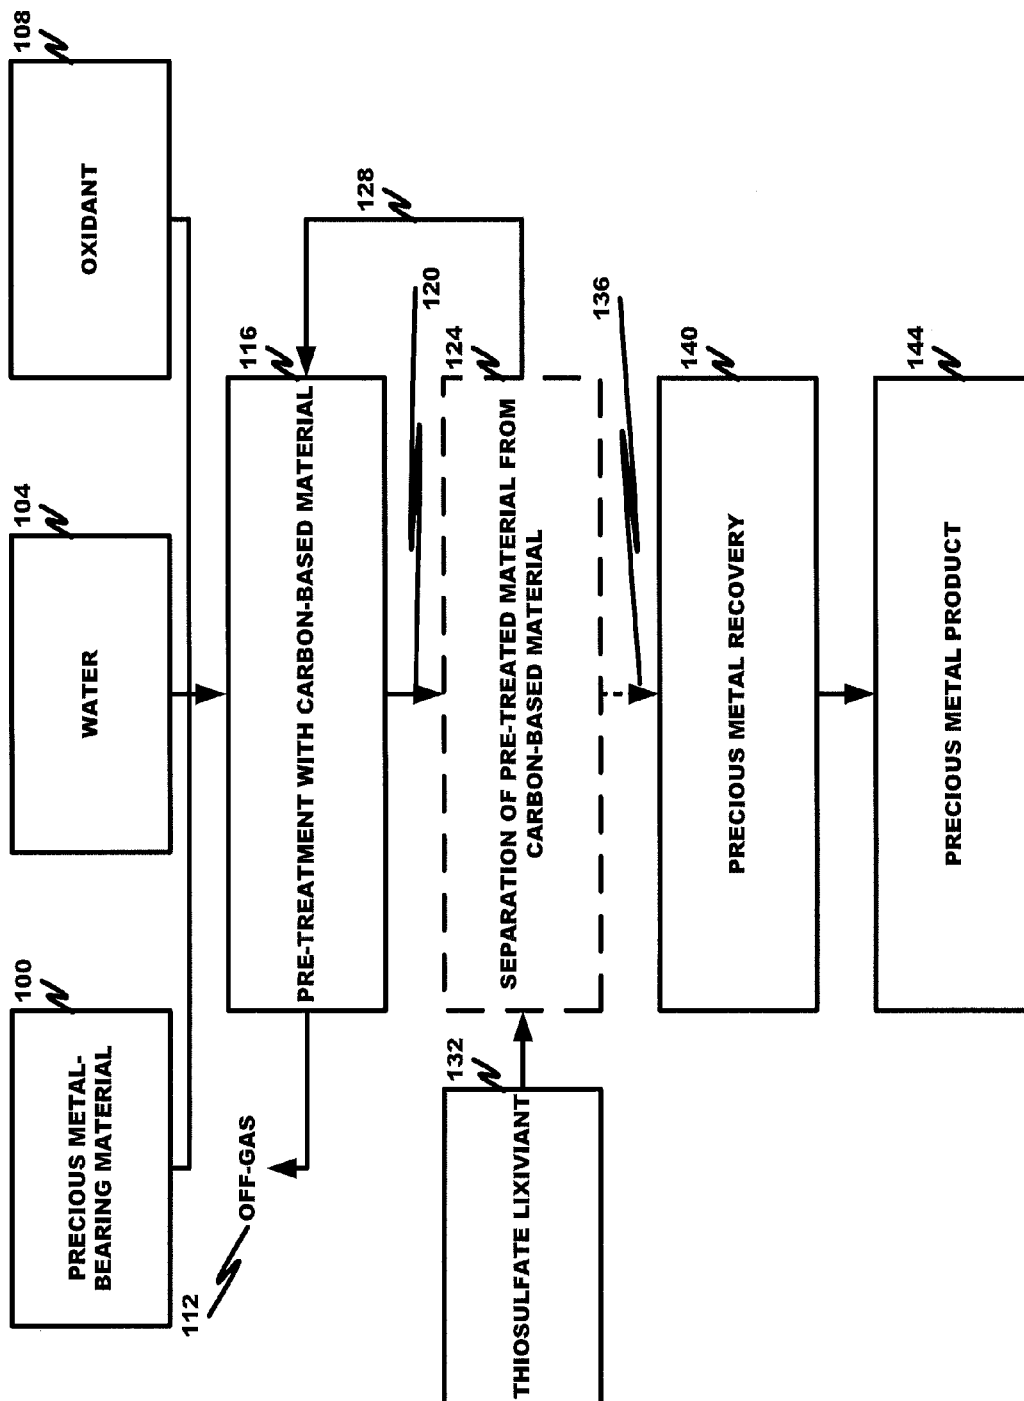 100
PRECIOUS METAL-
BEARING MATERIAL
104
WATER
108
OXIDANT
112
OFF-GAS
116
PRE-TREATMENT WITH CARBON-BASED MATERIAL
128
120
132
THIOSULFATE LIXIVIANT
124
SEPARATION OF PRE-TREATED MATERIAL FROM
CARBON-BASED MATERIAL
136
140
PRECIOUS METAL RECOVERY
144
PRECIOUS METAL PRODUCT